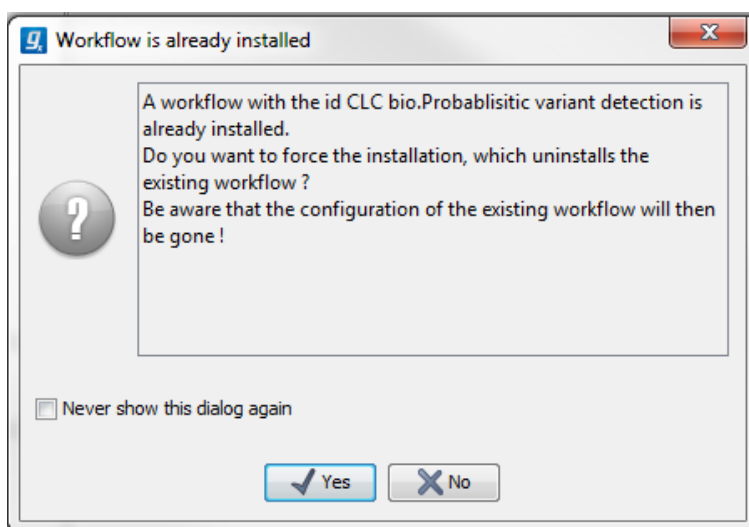 Workflow is already installed
A workflow with the id CLC bio.Probablisitic variant detection is
already installed.
Do you want to force the installation, which uninstalls the
existing workflow ?
Be aware that the configuration of the existing workflow will then
be gone !
Never show this dialog again
Yes
No